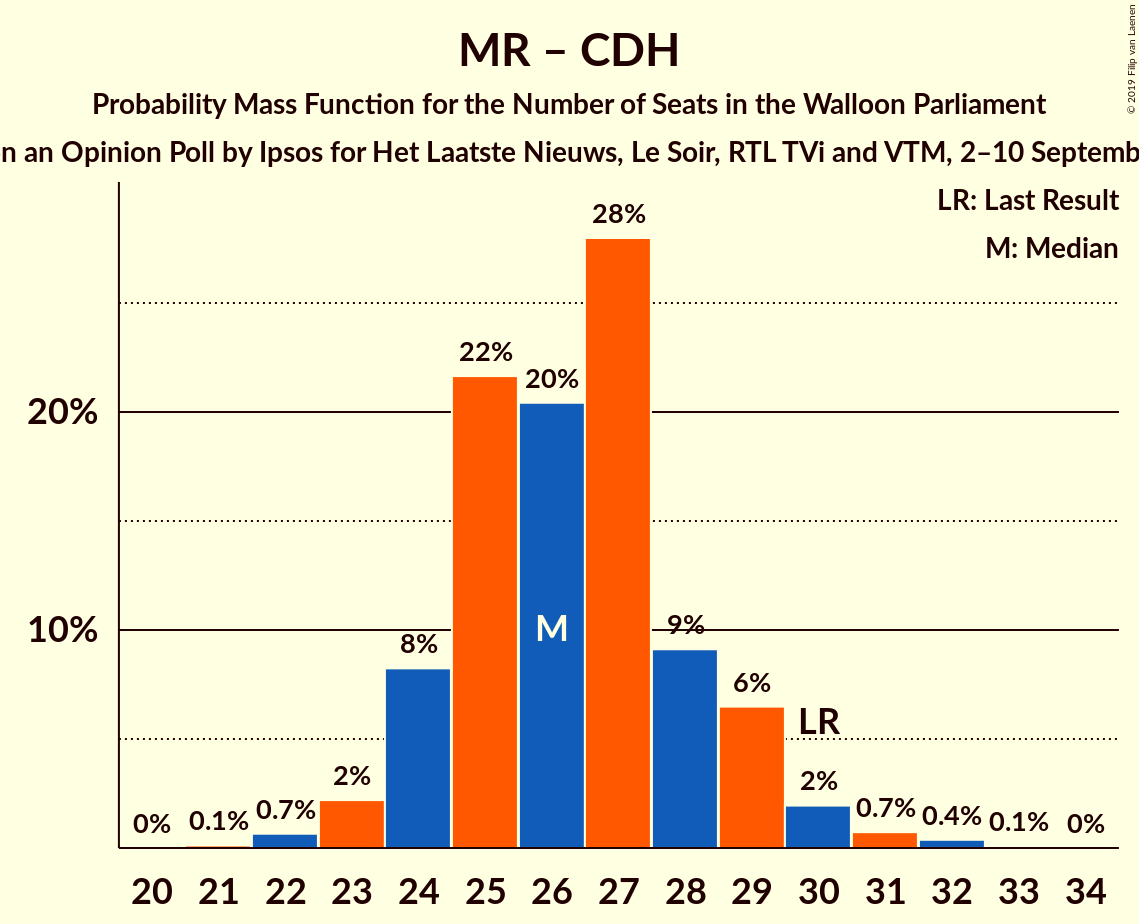 MR – CDH
Probability Mass Function for the Number of Seats in the Walloon Parliament
n an Opinion Poll by Ipsos for Het Laatste Nieuws, Le Soir, RTL TVi and VTM, 2–10 Septemb
© 2019 Filip van Laenen
LR: Last Result
M: Median
28%
22%
20%
20%
10%
M
9%
8%
6%
LR
2%
2%
0%
0.1%
0.7%
0.7%
0.4%
0.1%
0%
20 21 22 23 24 25 26 27 28 29 30 31 32 33 34